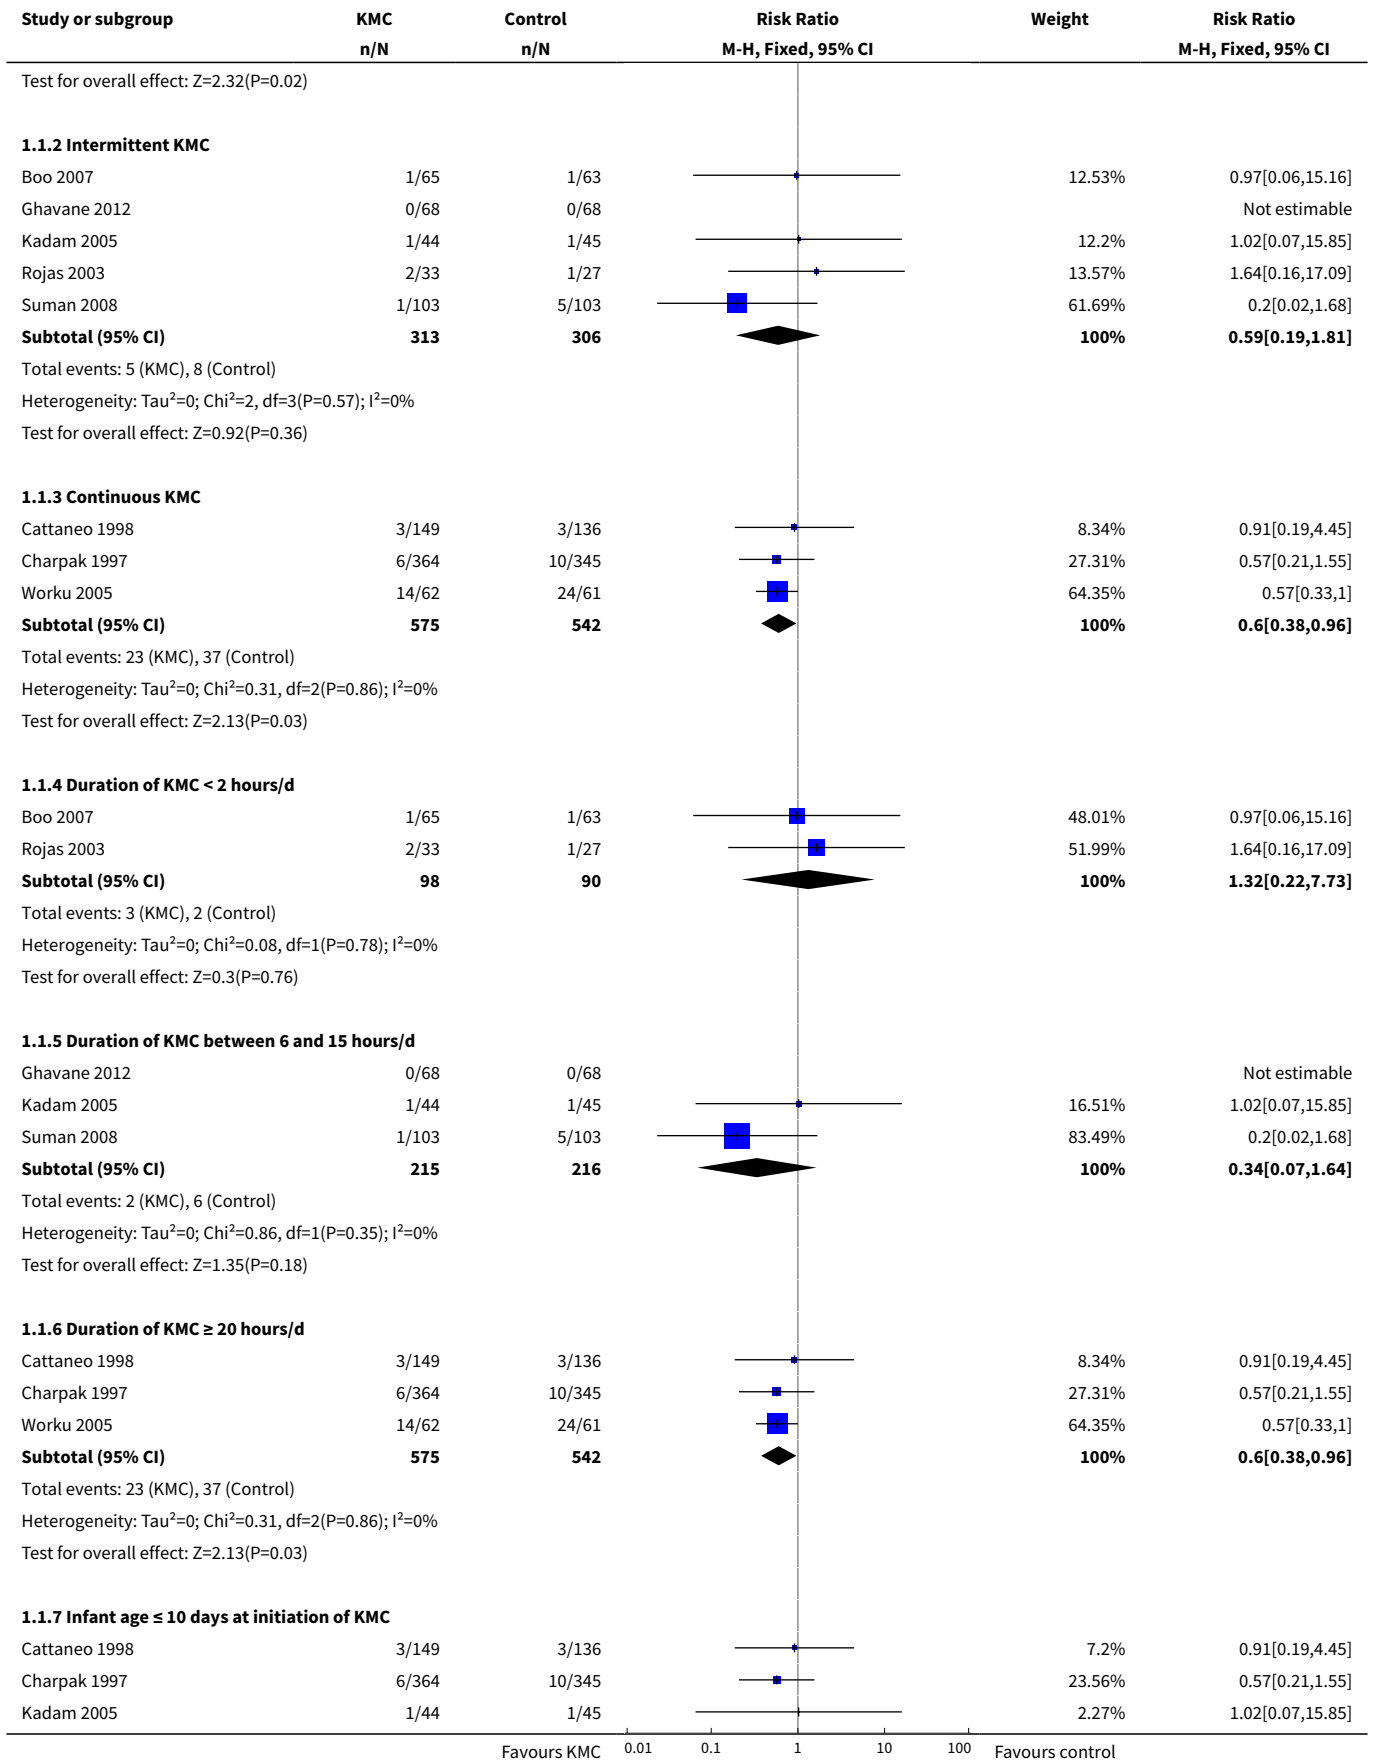 Study or subgroup KMC Control Risk Ratio Weight Risk Ratio
n/N n/N M-H, Fixed, 95% CI M-H, Fixed, 95% CI
Test for overall effect: Z=2.32(P=0.02)
1.1.2 Intermittent KMC
Boo 2007 1/65 1/63 12.53% 0.97[0.06,15.16]
Ghavane 2012 0/68 0/68 Not estimable
Kadam 2005 1/44 1/45 12.2% 1.02[0.07,15.85]
Rojas 2003 2/33 1/27 13.57% 1.64[0.16,17.09]
Suman 2008 1/103 5/103 61.69% 0.2[0.02,1.68]
Subtotal (95% CI) 313 306 100% 0.59[0.19,1.81]
Total events: 5 (KMC), 8 (Control)
Heterogeneity: Tau²=0; Chi²=2, df=3(P=0.57); I²=0%
Test for overall effect: Z=0.92(P=0.36)
1.1.3 Continuous KMC
Cattaneo 1998 3/149 3/136 8.34% 0.91[0.19,4.45]
Charpak 1997 6/364 10/345 27.31% 0.57[0.21,1.55]
Worku 2005 14/62 24/61 64.35% 0.57[0.33,1]
Subtotal (95% CI) 575 542 100% 0.6[0.38,0.96]
Total events: 23 (KMC), 37 (Control)
Heterogeneity: Tau²=0; Chi²=0.31, df=2(P=0.86); I²=0%
Test for overall effect: Z=2.13(P=0.03)
1.1.4 Duration of KMC < 2 hours/d
Boo 2007 1/65 1/63 48.01% 0.97[0.06,15.16]
Rojas 2003 2/33 1/27 51.99% 1.64[0.16,17.09]
Subtotal (95% CI) 98 90 100% 1.32[0.22,7.73]
Total events: 3 (KMC), 2 (Control)
Heterogeneity: Tau²=0; Chi²=0.08, df=1(P=0.78); I²=0%
Test for overall effect: Z=0.3(P=0.76)
1.1.5 Duration of KMC between 6 and 15 hours/d
Ghavane 2012 0/68 0/68 Not estimable
Kadam 2005 1/44 1/45 16.51% 1.02[0.07,15.85]
Suman 2008 1/103 5/103 83.49% 0.2[0.02,1.68]
Subtotal (95% CI) 215 216 100% 0.34[0.07,1.64]
Total events: 2 (KMC), 6 (Control)
Heterogeneity: Tau²=0; Chi²=0.86, df=1(P=0.35); I²=0%
Test for overall effect: Z=1.35(P=0.18)
1.1.6 Duration of KMC ≥ 20 hours/d
Cattaneo 1998 3/149 3/136 8.34% 0.91[0.19,4.45]
Charpak 1997 6/364 10/345 27.31% 0.57[0.21,1.55]
Worku 2005 14/62 24/61 64.35% 0.57[0.33,1]
Subtotal (95% CI) 575 542 100% 0.6[0.38,0.96]
Total events: 23 (KMC), 37 (Control)
Heterogeneity: Tau²=0; Chi²=0.31, df=2(P=0.86); I²=0%
Test for overall effect: Z=2.13(P=0.03)
1.1.7 Infant age ≤ 10 days at initiation of KMC
Cattaneo 1998 3/149 3/136 7.2% 0.91[0.19,4.45]
Charpak 1997 6/364 10/345 23.56% 0.57[0.21,1.55]
Kadam 2005 1/44 1/45 2.27% 1.02[0.07,15.85]
Favours KMC 0.01 0.1 1 10 100 Favours control